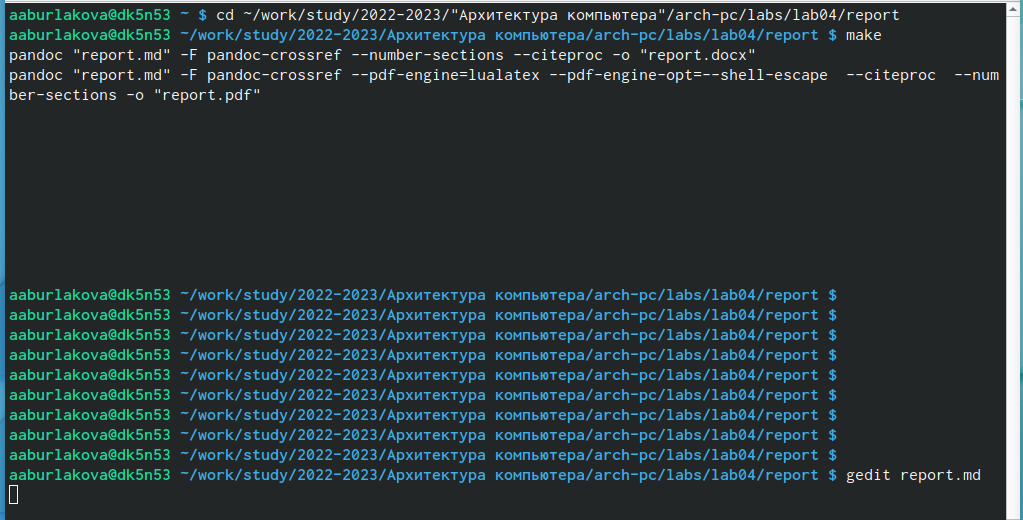 aaburlakova@dk5n53 ~ $ cd ~/work/study/2022-2023/"Архитектура компьютера"/arch-pc/labs/lab04/report
aaburlakova@dk5n53 ~/work/study/2022-2023/Архитектура компьютера/arch-pc/labs/lab04/report $ make
pandoc "report.md" -F pandoc-crossref --number-sections --citeproc -o "report.docx"
pandoc "report.md" -F pandoc-crossref --pdf-engine=lualatex --pdf-engine-opt=--shell-escape  --citeproc  --num
ber-sections -o "report.pdf"
aaburlakova@dk5n53 ~/work/study/2022-2023/Архитектура компьютера/arch-pc/labs/lab04/report $
aaburlakova@dk5n53 ~/work/study/2022-2023/Архитектура компьютера/arch-pc/labs/lab04/report $
aaburlakova@dk5n53 ~/work/study/2022-2023/Архитектура компьютера/arch-pc/labs/lab04/report $
aaburlakova@dk5n53 ~/work/study/2022-2023/Архитектура компьютера/arch-pc/labs/lab04/report $
aaburlakova@dk5n53 ~/work/study/2022-2023/Архитектура компьютера/arch-pc/labs/lab04/report $
aaburlakova@dk5n53 ~/work/study/2022-2023/Архитектура компьютера/arch-pc/labs/lab04/report $
aaburlakova@dk5n53 ~/work/study/2022-2023/Архитектура компьютера/arch-pc/labs/lab04/report $
aaburlakova@dk5n53 ~/work/study/2022-2023/Архитектура компьютера/arch-pc/labs/lab04/report $
aaburlakova@dk5n53 ~/work/study/2022-2023/Архитектура компьютера/arch-pc/labs/lab04/report $
aaburlakova@dk5n53 ~/work/study/2022-2023/Архитектура компьютера/arch-pc/labs/lab04/report $ gedit report.md